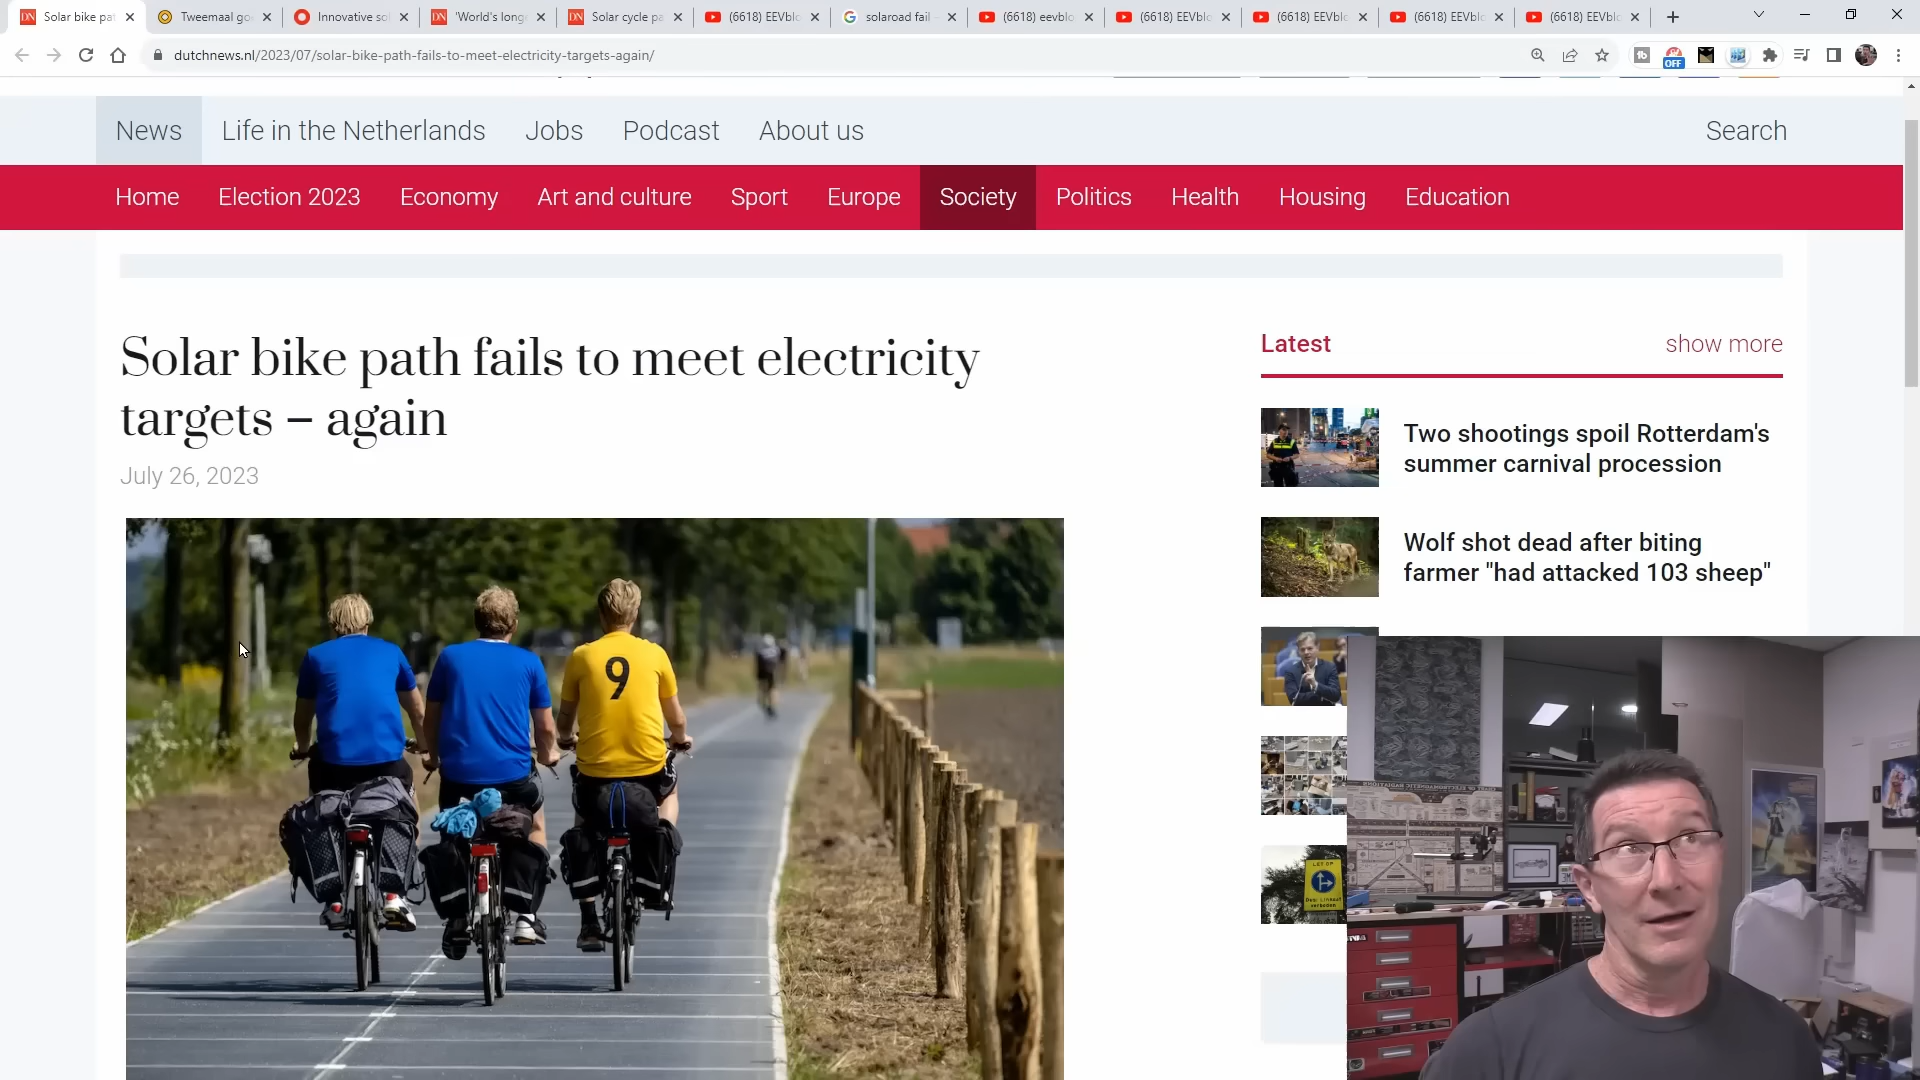 Solar bike pat
Tweemaal go
Innovative so
'World's long
Solar cycle pa
(6618) EEVblo
solaroad fail
(6618) eevblo
(6618) EEVblo
(6618) EEVblo
(6618) EEVblo
(6618) EEVblo
dutchnews.nl/2023/07/solar-bike-path-fails-to-meet-electricity-targets-again/
OFF
News Life in the Netherlands Jobs Podcast About us Search
Home Election 2023 Economy Art and culture Sport Europe Society Politics Health Housing Education
Solar bike path fails to meet electricity
targets – again
July 26, 2023
9
Latest show more
Two shootings spoil Rotterdam's
summer carnival procession
Wolf shot dead after biting
farmer "had attacked 103 sheep"
LET OP